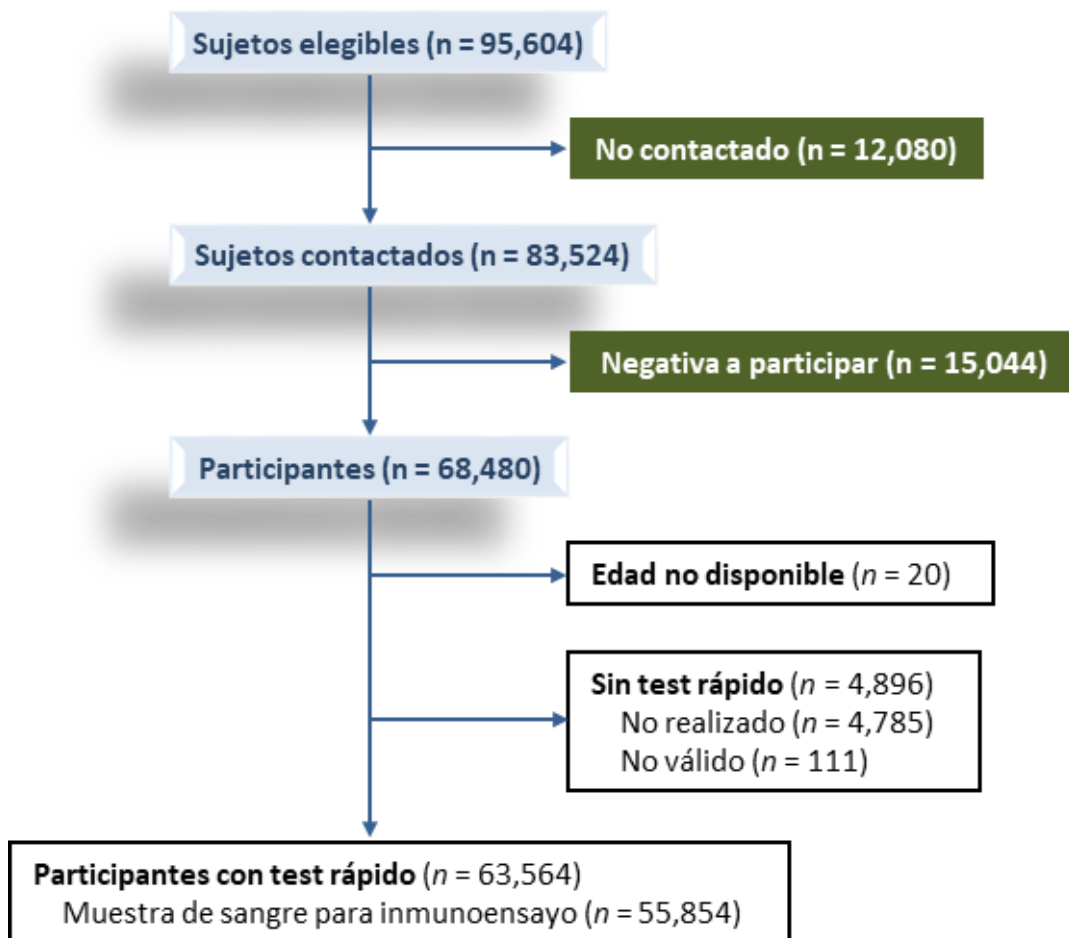 Sujetos elegibles (n = 95,604)
No contactado (n = 12,080)
Sujetos contactados (n = 83,524)
Negativa a participar (n = 15,044)
Participantes (n = 68,480)
Edad no disponible (n = 20)
Sin test rápido (n = 4,896)
No realizado (n = 4,785)
No válido (n = 111)
Participantes con test rápido (n = 63,564)
Muestra de sangre para inmunoensayo (n = 55,854)